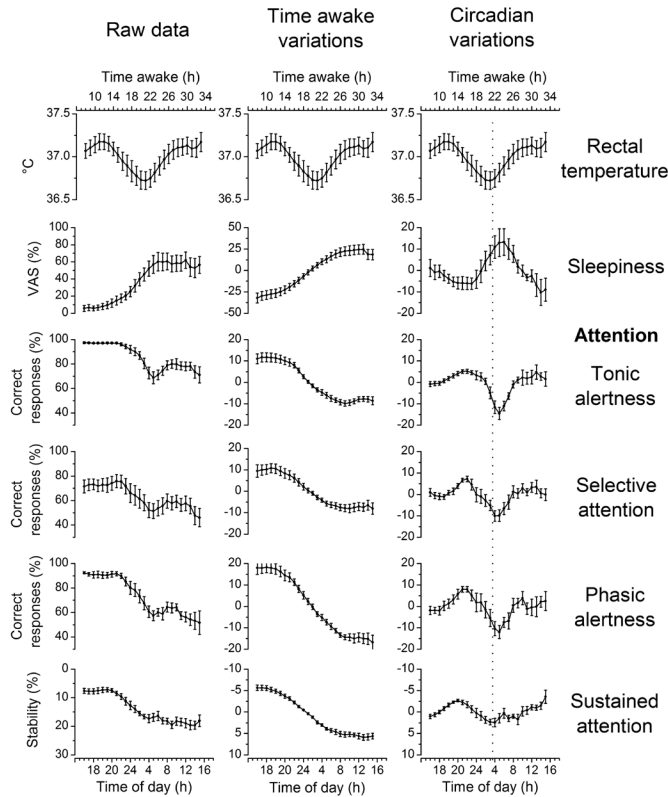 Raw data
Time awake
variations
Circadian
variations
Time awake (h)
Time awake (h)
Time awake (h)
10 14 18 22 26 30 34
10 14 18 22 26 30 34
10 14 18 22 26 30 34
37.5
37.0
36.5
°C
37.5
37.0
36.5
37.5
37.0
36.5
Rectal
temperature
100
80
60
40
20
0
VAS (%)
50
25
0
-25
-50
20
10
0
-10
-20
Sleepiness
Attention
100
80
60
40
Correct
responses (%)
20
10
0
-10
-20
20
10
0
-10
-20
Tonic
alertness
100
80
60
40
Correct
responses (%)
20
10
0
-10
-20
20
10
0
-10
-20
Selective
attention
100
80
60
40
Correct
responses (%)
20
10
0
-10
-20
20
10
0
-10
-20
Phasic
alertness
0
10
20
30
Stability (%)
-10
-5
0
5
10
-10
-5
0
5
10
Sustained
attention
18 20 24 4 8 12 16
18 20 24 4 8 12 16
18 20 24 4 8 12 16
Time of day (h)
Time of day (h)
Time of day (h)